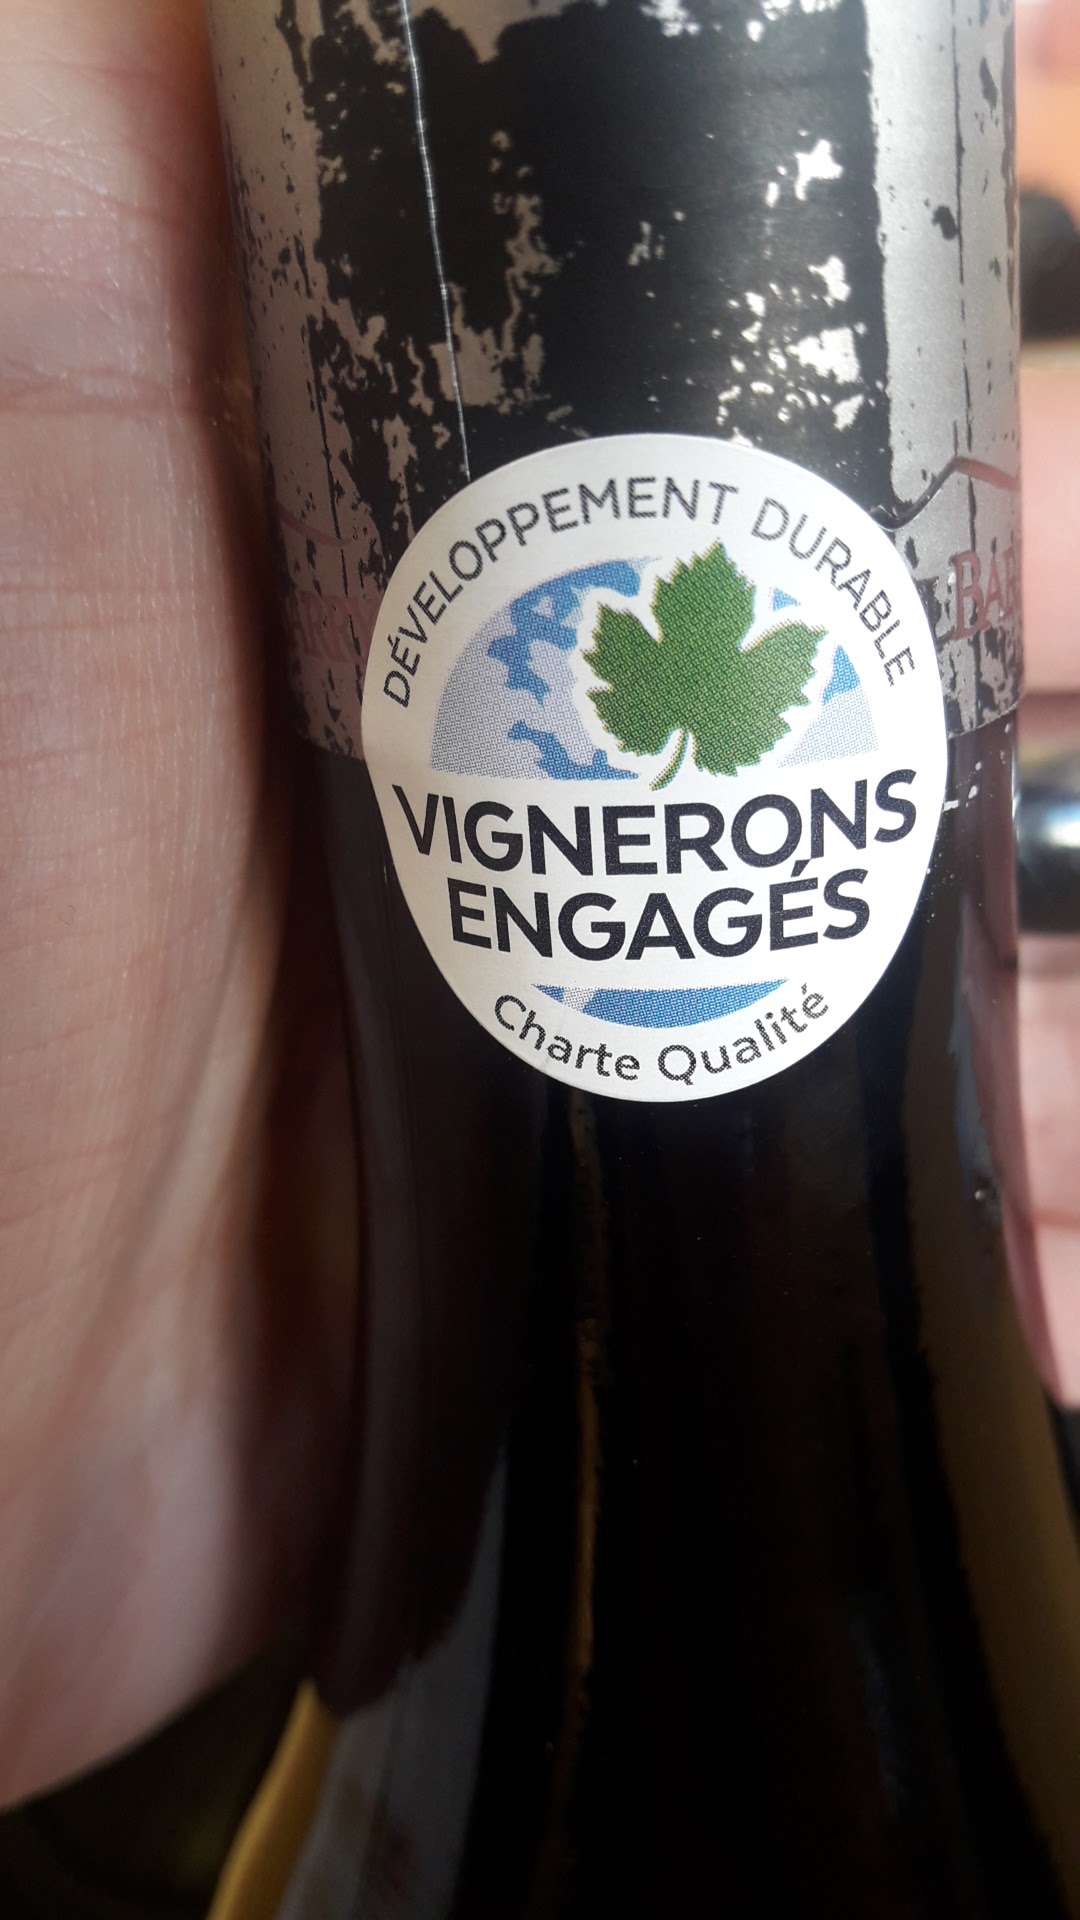 DÉVELOPPEMENT DURABLE
VIGNERONS
ENGAGÉS
Charte Qualité